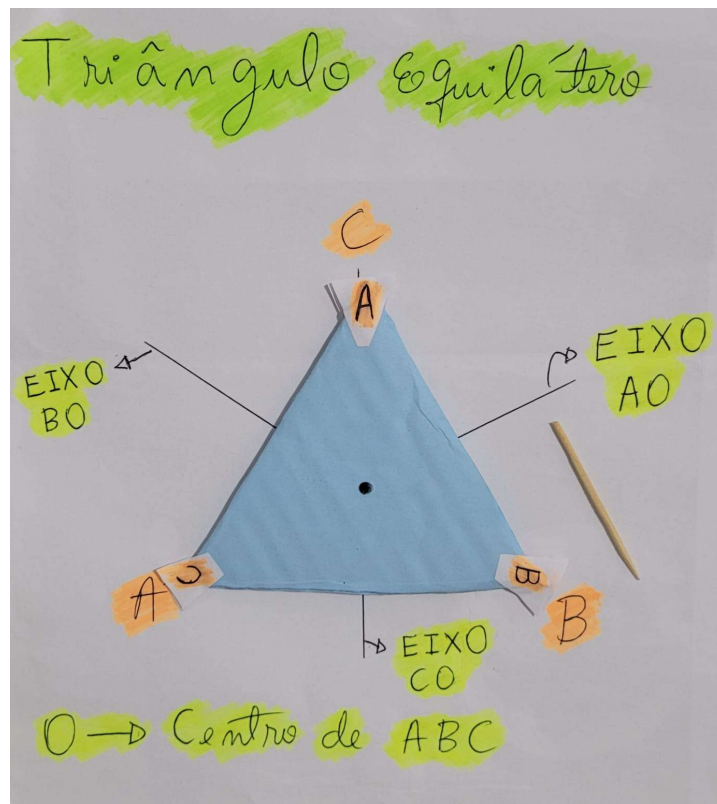 Triângulo Equilátero
C
A
EIXO
BO
EIXO
AO
A
C
B
B
EIXO
CO
O → Centro de ABC